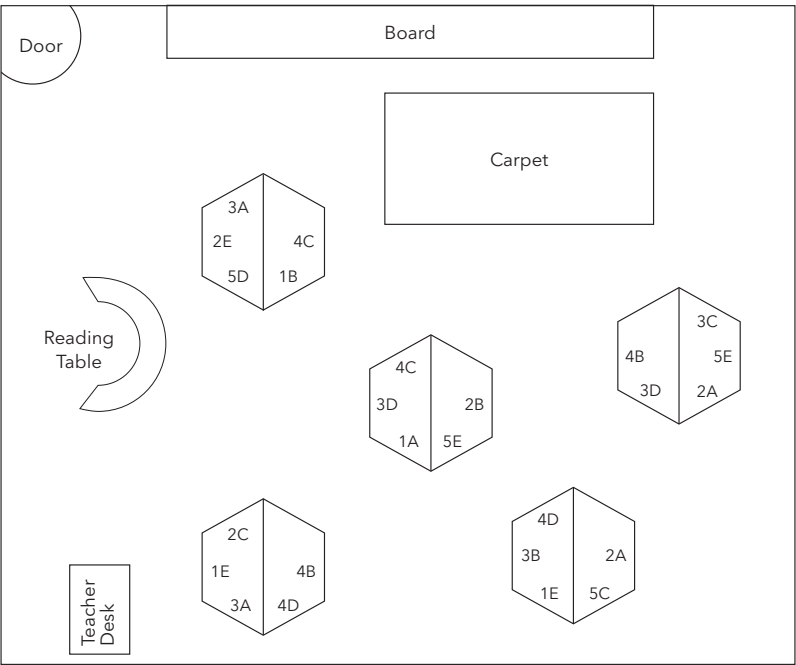 Door
Board
Carpet
3A
2E
4C
5D
1B
Reading
Table
3C
4B
5E
3D
2A
4C
3D
2B
1A
5E
4D
3B
2A
1E
5C
2C
1E
4B
3A
4D
Teacher
Desk